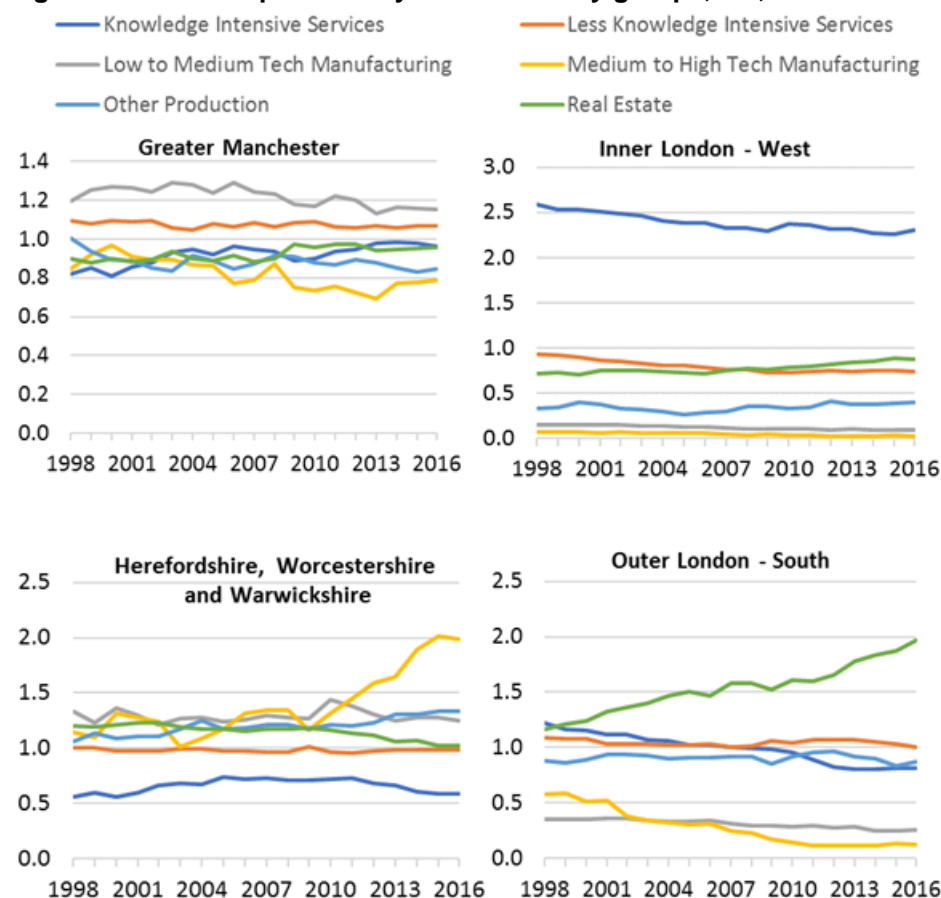 Knowledge Intensive Services
Less Knowledge Intensive Services
Low to Medium Tech Manufacturing
Medium to High Tech Manufacturing
Other Production
Real Estate
Greater Manchester
1.4
1.2
1.0
0.8
0.6
0.4
0.2
0.0
1998 2001 2004 2007 2010 2013 2016
Inner London - West
3.0
2.5
2.0
1.5
1.0
0.5
0.0
1998 2001 2004 2007 2010 2013 2016
Herefordshire, Worcestershire
and Warwickshire
2.5
2.0
1.5
1.0
0.5
0.0
1998 2001 2004 2007 2010 2013 2016
Outer London - South
2.5
2.0
1.5
1.0
0.5
0.0
1998 2001 2004 2007 2010 2013 2016